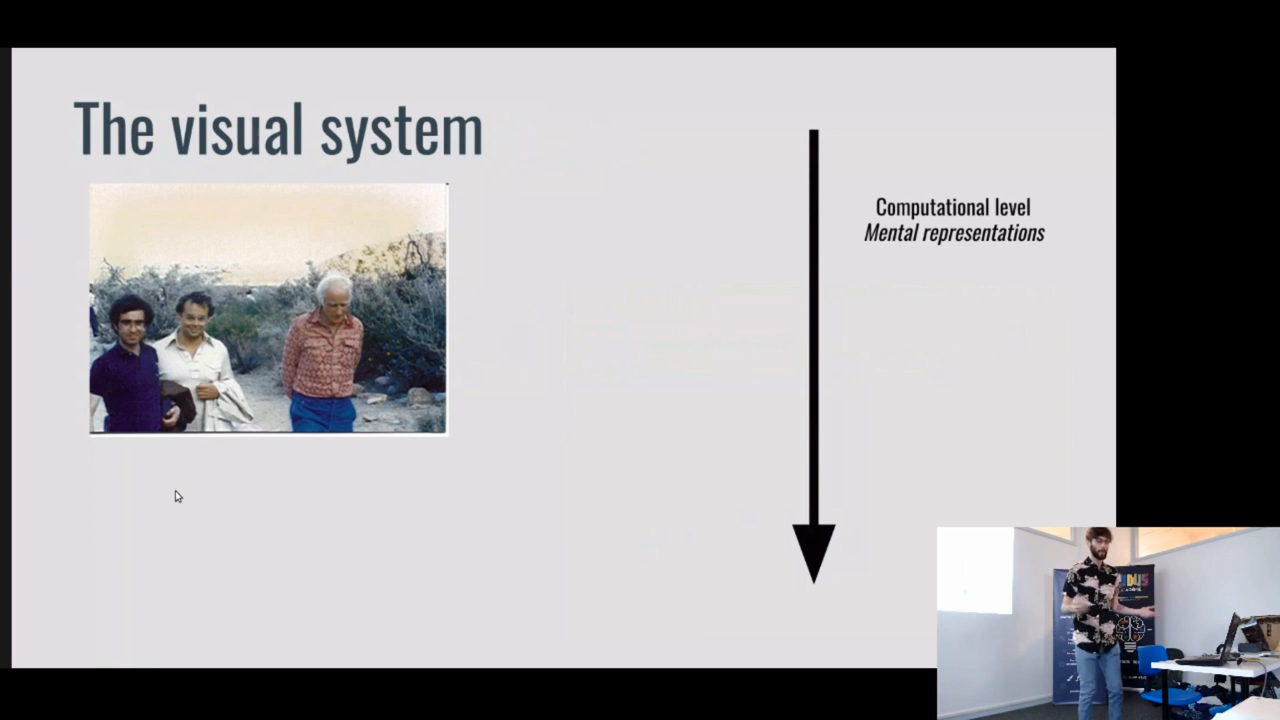 The visual system
Computational level
Mental representations